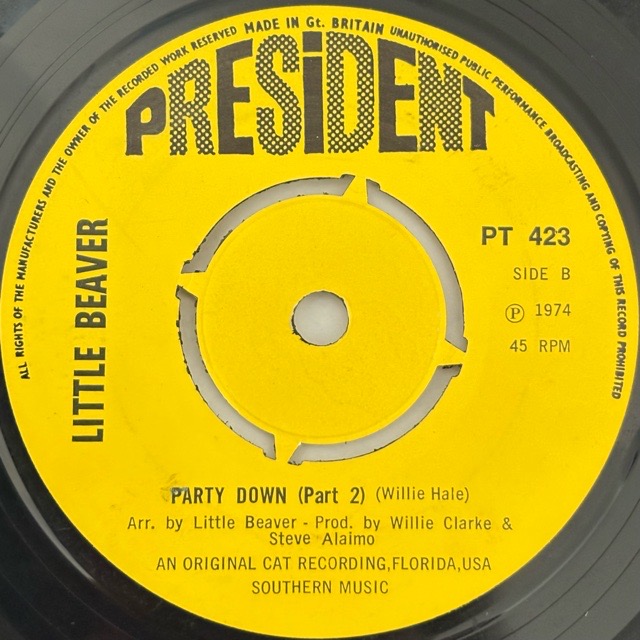 ALL RIGHTS OF THE MANUFACTURERS AND THE OWNER OF THE RECORDED WORK RESERVED MADE IN Gt. BRITAIN UNAUTHORISED PUBLIC PERFORMANCE BROADCASTING AND COPYING OF THIS RECORD PROHIBITED
PRESiDENT
LITTLE BEAVER
PT 423
SIDE B
℗ 1974
45 RPM
PARTY DOWN (Part 2) (Willie Hale)
Arr. by Little Beaver - Prod. by Willie Clarke &
Steve Alaimo
AN ORIGINAL CAT RECORDING,FLORIDA,USA
SOUTHERN MUSIC